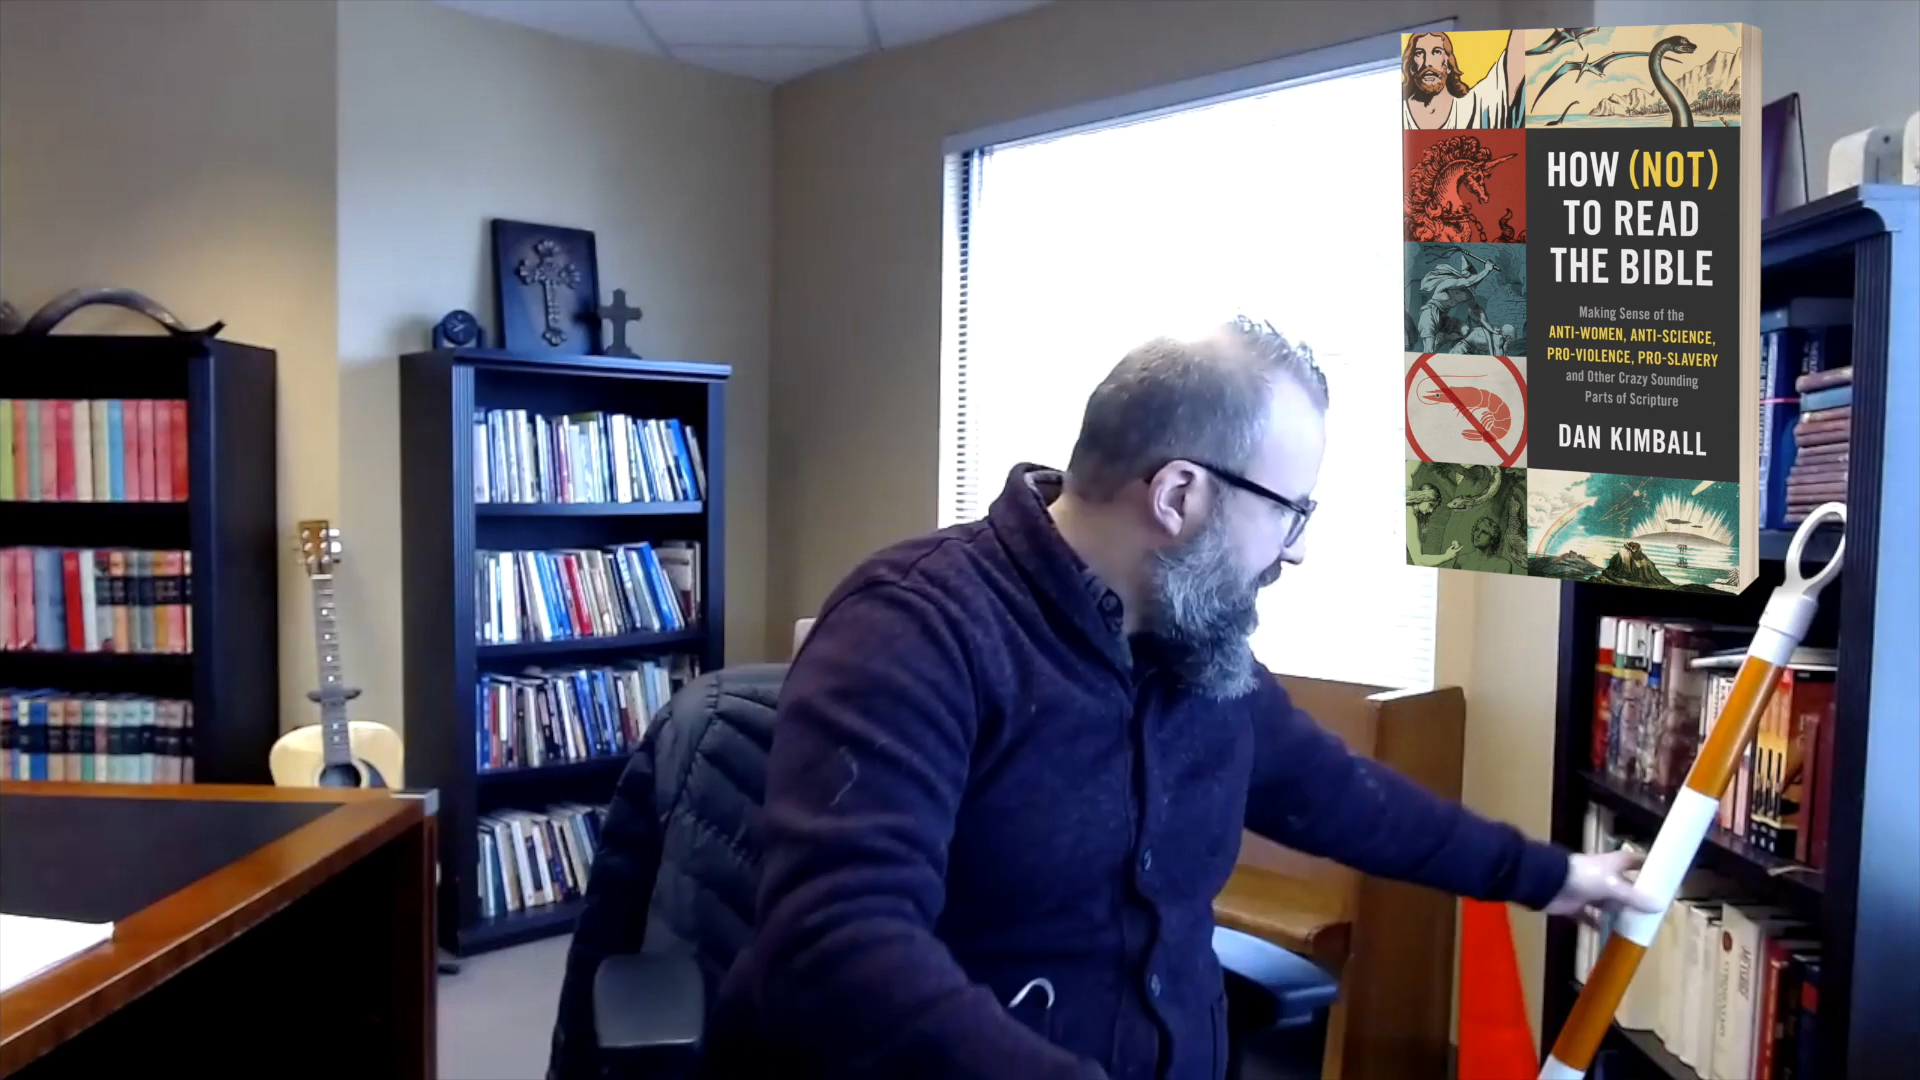 HOW (NOT)
TO READ
THE BIBLE
Making Sense of the
ANTI-WOMEN, ANTI-SCIENCE,
PRO-VIOLENCE, PRO-SLAVERY
and Other Crazy Sounding
Parts of Scripture
DAN KIMBALL